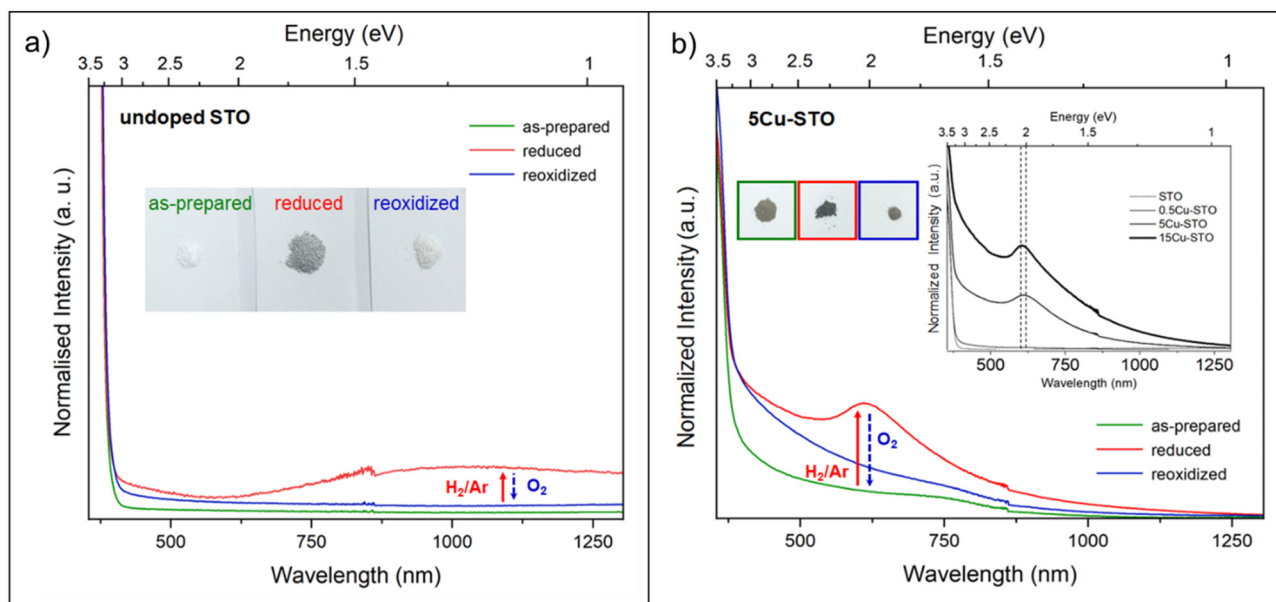 a)
Energy (eV)
3.5 3 2.5 2 1.5 1
undoped STO
as-prepared
reduced
reoxidized
as-prepared reduced reoxidized
H2/Ar O2
Normalised Intensity (a. u.)
500 750 1000 1250
Wavelength (nm)
b)
Energy (eV)
3.5 3 2.5 2 1.5 1
5Cu-STO
Energy (eV)
3.5 3 2.5 2 1.5 1
STO
0.5Cu-STO
5Cu-STO
15Cu-STO
Normalized Intensity (a.u.)
500 750 1000 1250
Wavelength (nm)
O2
H2/Ar
as-prepared
reduced
reoxidized
Normalized Intensity (a.u.)
500 750 1000 1250
Wavelength (nm)